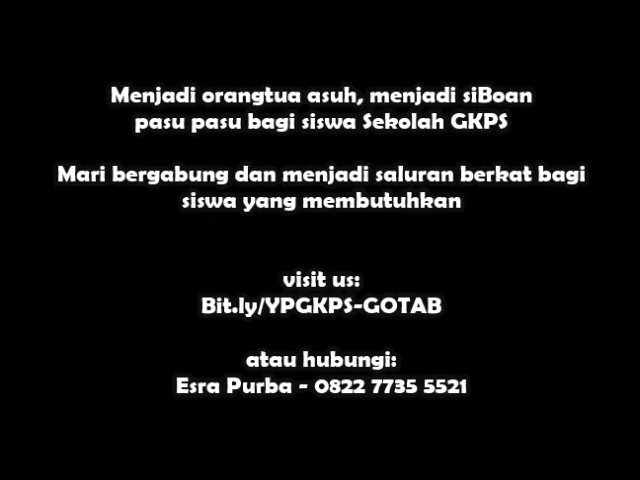 Menjadi orangtua asuh, menjadi siBoan
pasu pasu bagi siswa Sekolah GKPS
Mari bergabung dan menjadi saluran berkat bagi
siswa yang membutuhkan
visit us:
Bit.ly/YPGKPS-GOTAB
atau hubungi:
Esra Purba - 0822 7735 5521